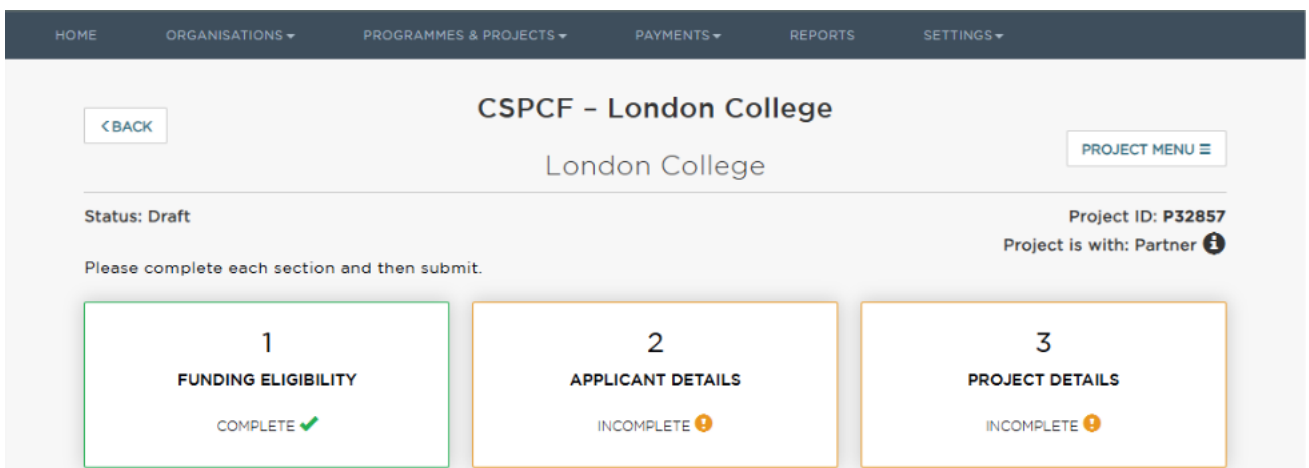 HOME ORGANISATIONS PROGRAMMES & PROJECTS PAYMENTS REPORTS SETTINGS
CSPCF – London College
<BACK
PROJECT MENU
London College
Status: Draft
Project ID: P32857
Project is with: Partner
Please complete each section and then submit.
1 2 3
FUNDING ELIGIBILITY APPLICANT DETAILS PROJECT DETAILS
COMPLETE INCOMPLETE INCOMPLETE